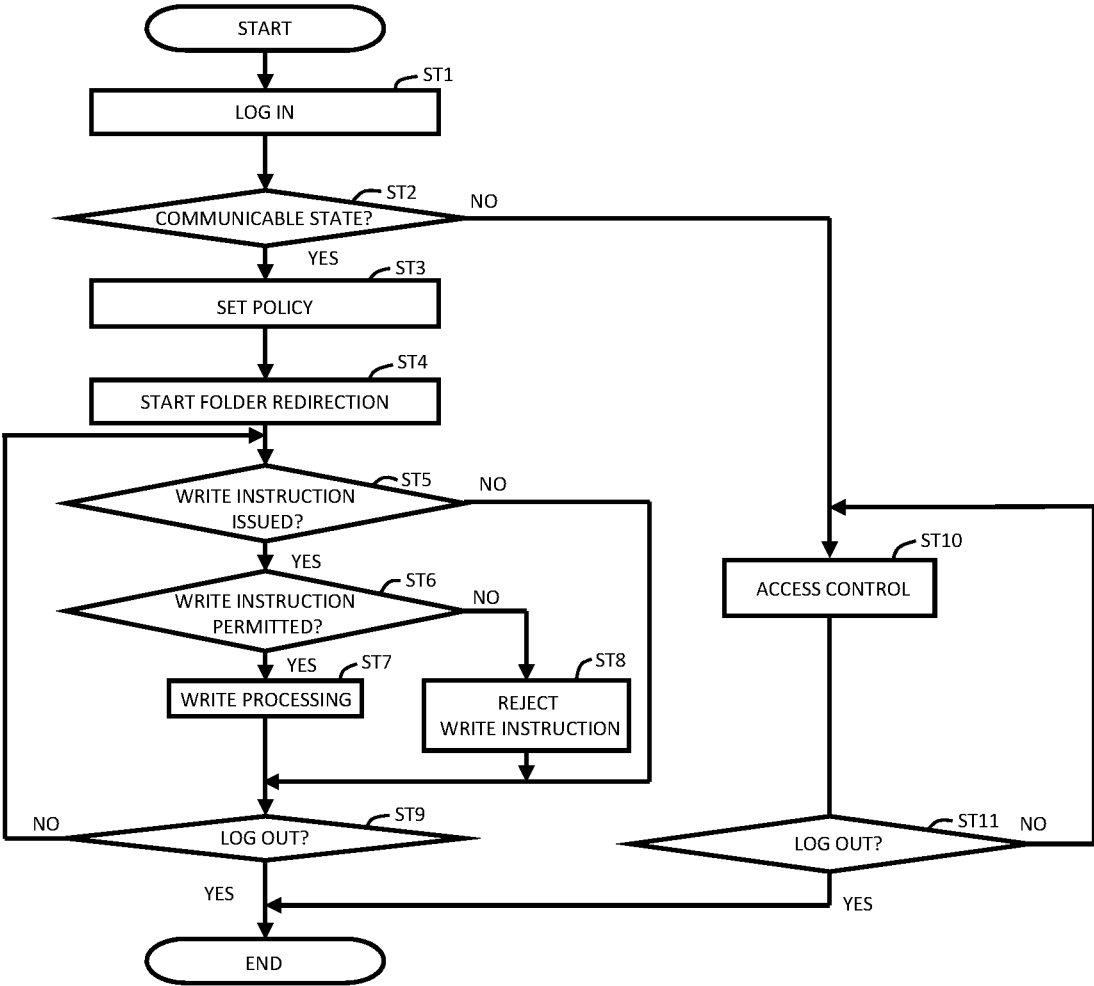 START
ST1
LOG IN
ST2
COMMUNICABLE STATE?
NO
YES
ST3
SET POLICY
ST4
START FOLDER REDIRECTION
ST5
WRITE INSTRUCTION
ISSUED?
NO
YES
ST6
WRITE INSTRUCTION
PERMITTED?
NO
YES
ST7
WRITE PROCESSING
ST8
REJECT
WRITE INSTRUCTION
ST9
LOG OUT?
NO
YES
ST10
ACCESS CONTROL
ST11
LOG OUT?
NO
YES
END